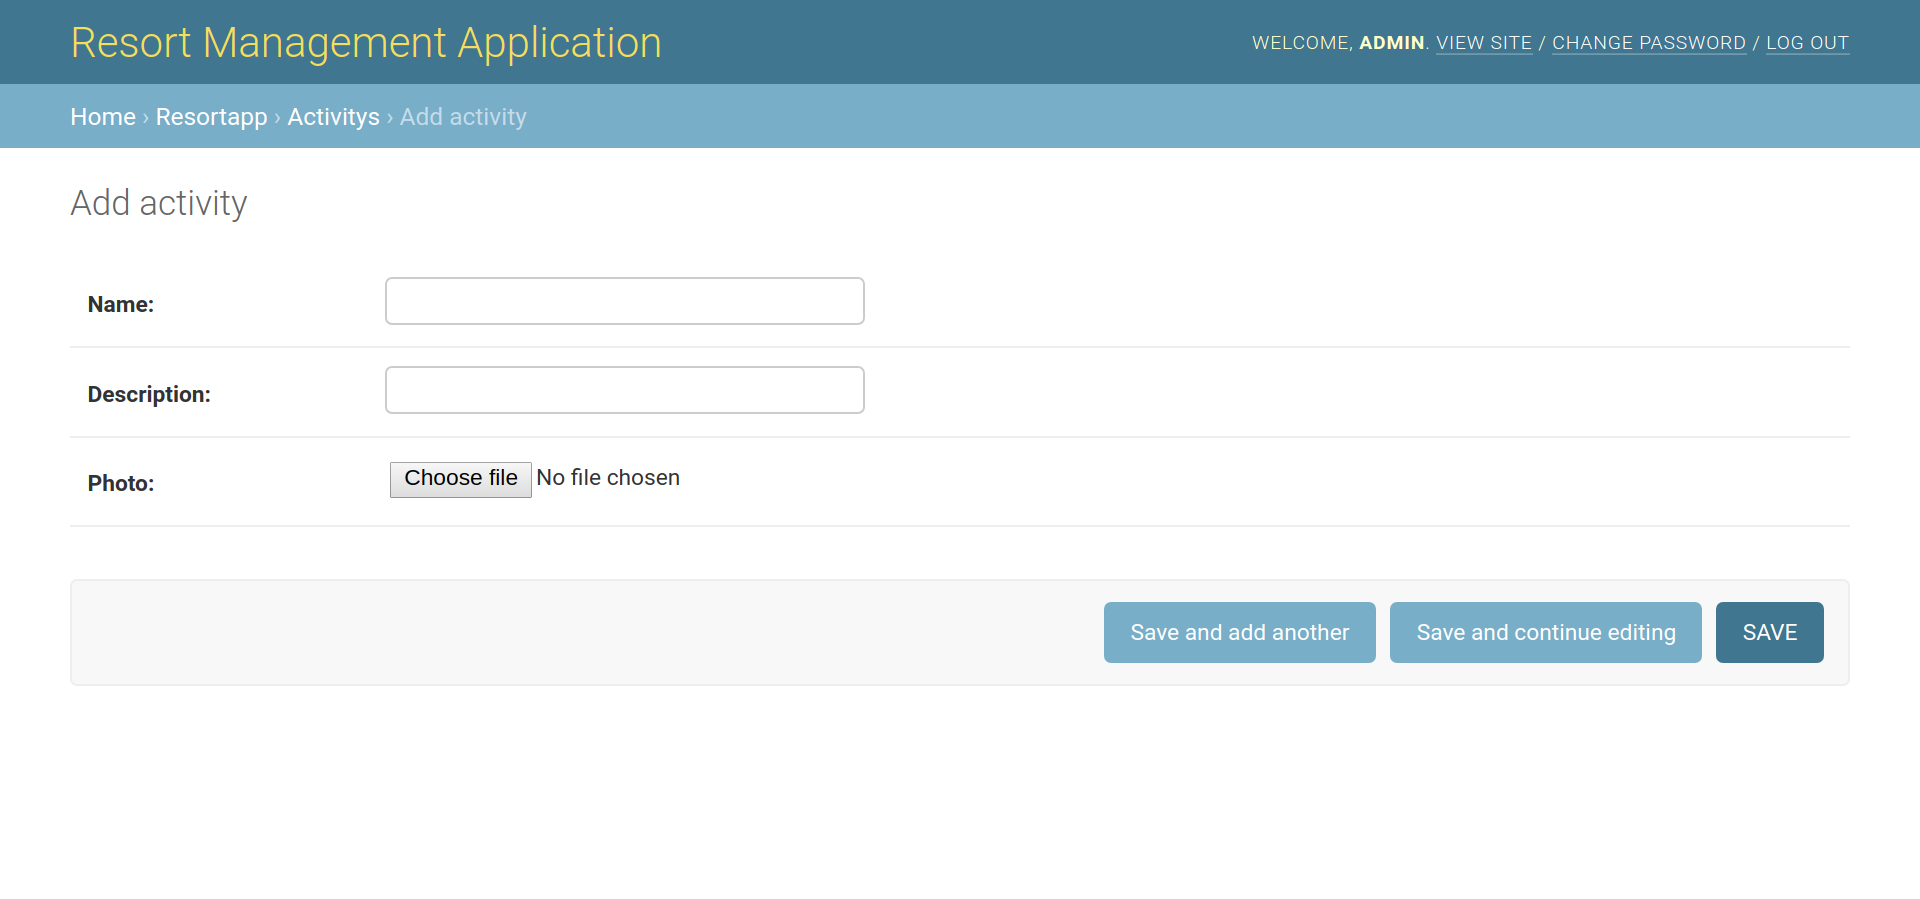 Resort Management Application
WELCOME, ADMIN. VIEW SITE / CHANGE PASSWORD / LOG OUT
Home › Resortapp › Activitys › Add activity
Add activity
Name:
Description:
Photo: Choose file No file chosen
Save and add another Save and continue editing SAVE